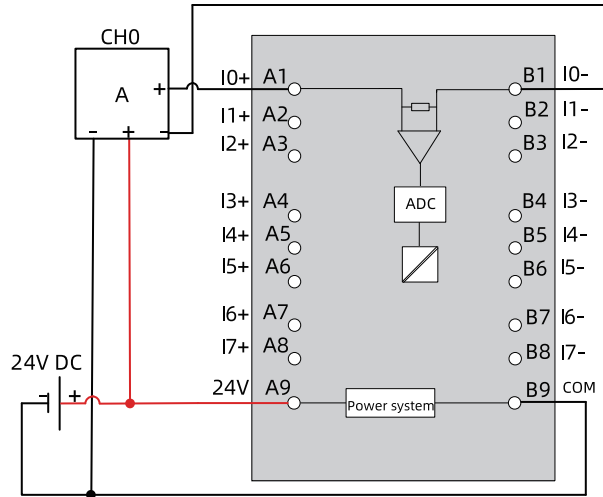 CH0
A
+
- + -
I0+ A1 B1 I0-
I1+ A2 B2 I1-
I2+ A3 B3 I2-
I3+ A4 B4 I3-
I4+ A5 B5 I4-
I5+ A6 B6 I5-
I6+ A7 B7 I6-
I7+ A8 B8 I7-
ADC
24V DC
- +
24V A9 B9 COM
Power system